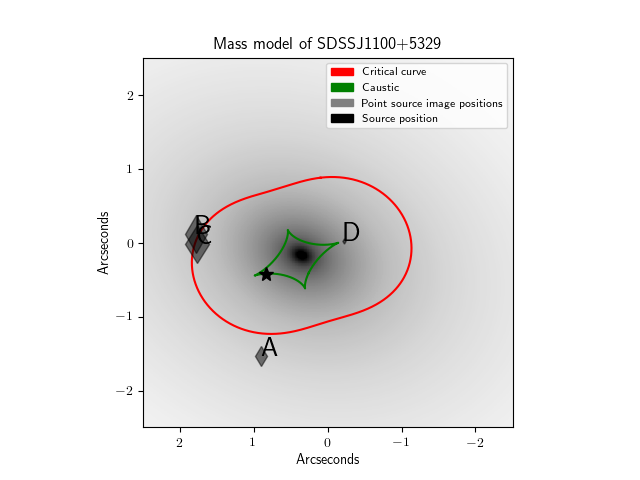 Mass model of SDSSJ1100+5329
Critical curve
Caustic
Point source image positions
Source position
2
1
0
−1
−2
Arcseconds
B
C
D
A
2
1
0
−1
−2
Arcseconds